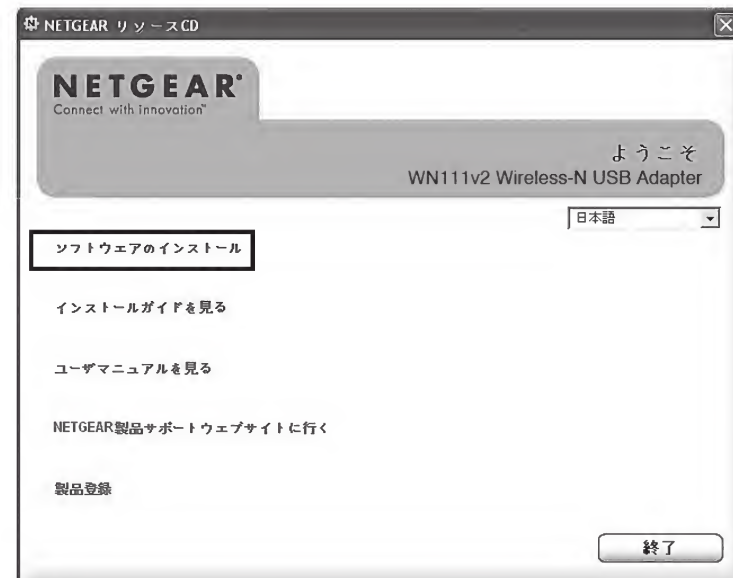 NETGEAR リソースCD
NETGEAR®
Connect with Innovation™
ようこそ
WN111v2 Wireless-N USB Adapter
日本語
ソフトウェアのインストール
インストールガイドを見る
ユーザマニュアルを見る
NETGEAR製品サポートウェブサイトに行く
製品登録
終了